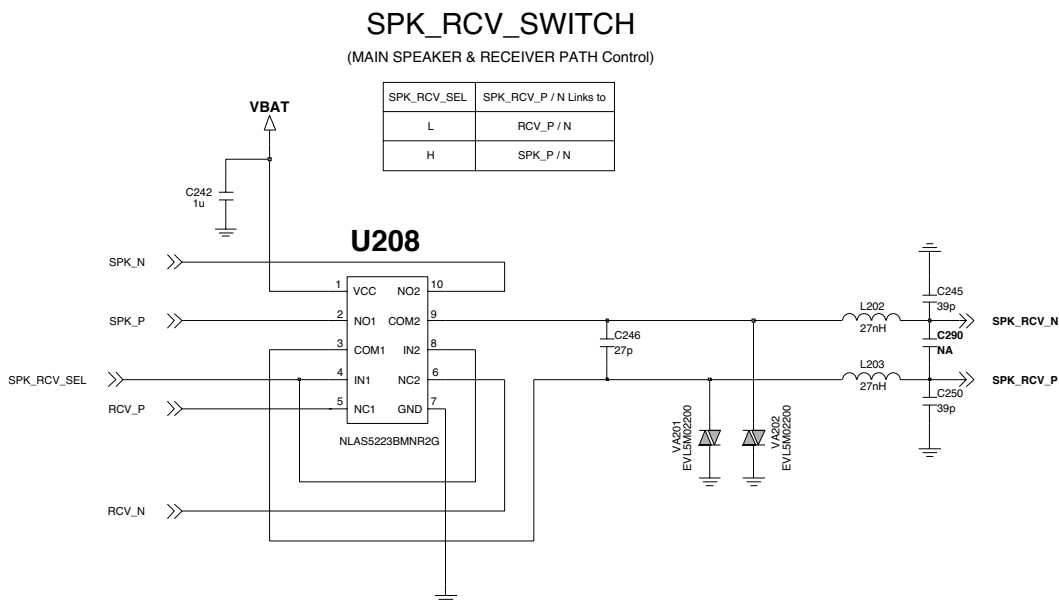 SPK_RCV_SWITCH
(MAIN SPEAKER & RECEIVER PATH Control)
SPK_RCV_SEL SPK_RCV_P / N Links to
L RCV_P / N
H SPK_P / N
VBAT
C242
1u
U208
SPK_N
1 VCC NO2 10
SPK_P 2 NO1 COM2 9
3 COM1 IN2 8
SPK_RCV_SEL 4 IN1 NC2 6
RCV_P 5 NC1 GND 7
NLAS5223BMNR2G
RCV_N
C246
27p
VA201
EVL5M02200
VA202
EVL5M02200
L202
27nH
L203
27nH
C245
39p
SPK_RCV_N
C290
NA
SPK_RCV_P
C250
39p